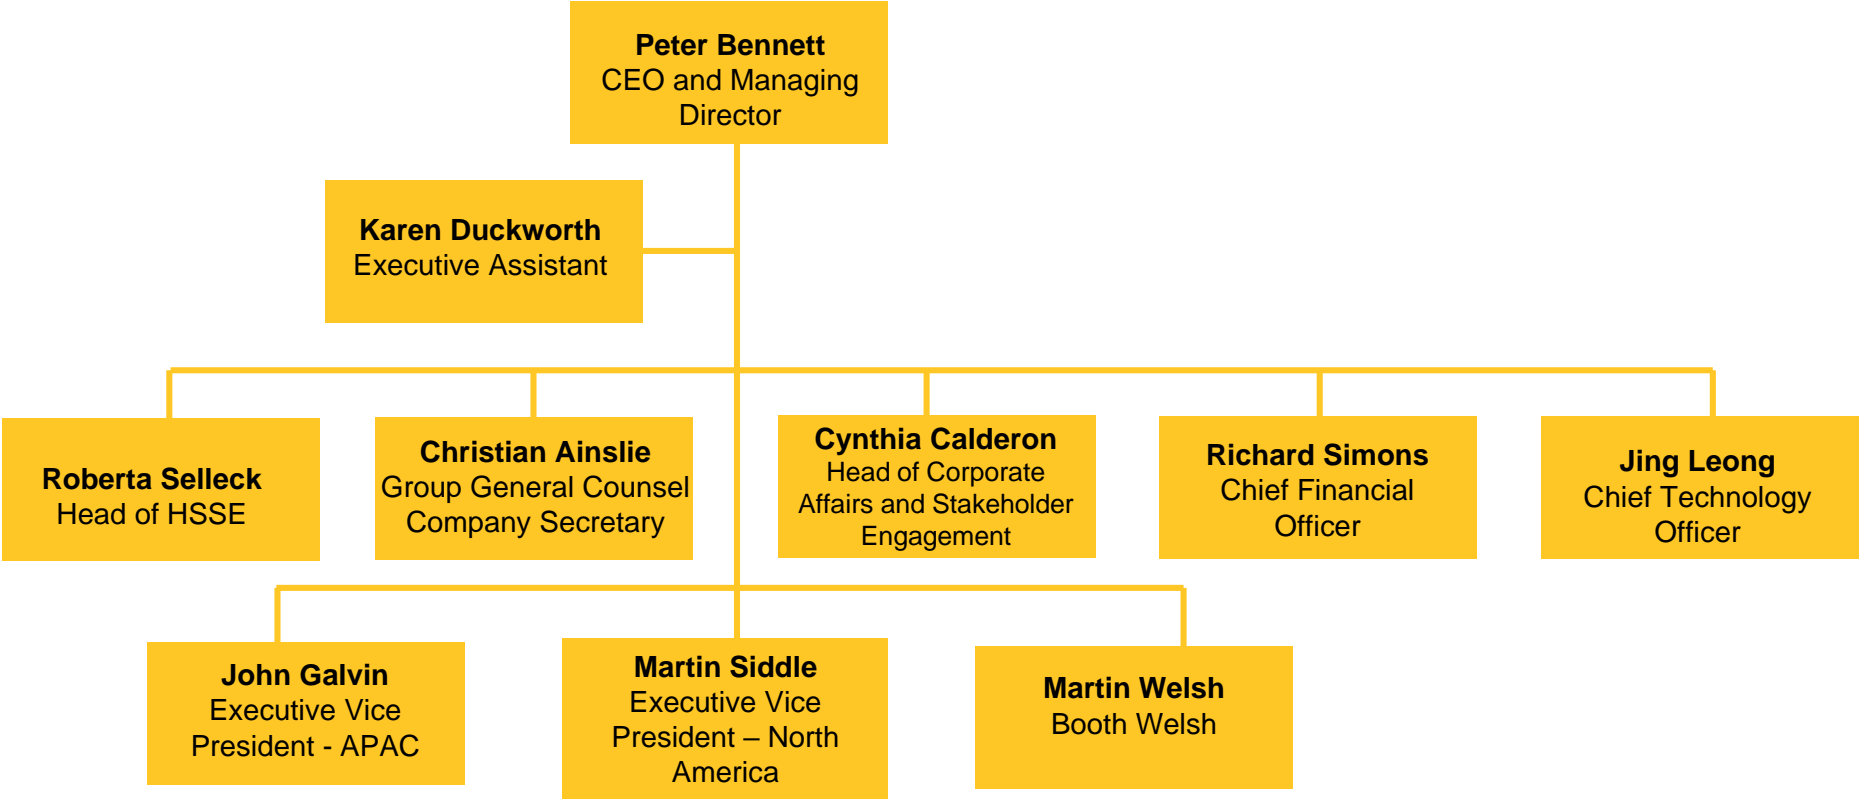 Peter Bennett
CEO and Managing
Director
Karen Duckworth
Executive Assistant
Roberta Selleck
Head of HSSE
Christian Ainslie
Group General Counsel
Company Secretary
Cynthia Calderon
Head of Corporate
Affairs and Stakeholder
Engagement
Richard Simons
Chief Financial
Officer
Jing Leong
Chief Technology
Officer
John Galvin
Executive Vice
President - APAC
Martin Siddle
Executive Vice
President – North
America
Martin Welsh
Booth Welsh